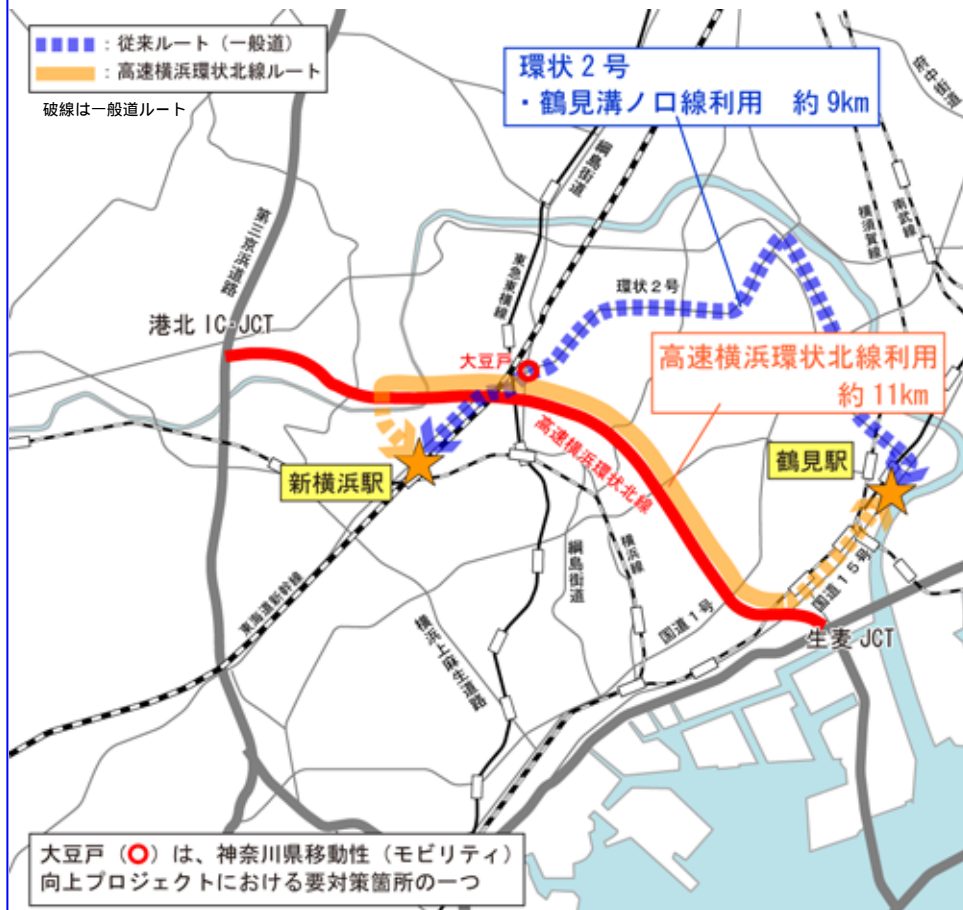 ：従来ルート（一般道）
：高速横浜環状北線ルート
破線は一般道ルート
環状２号
・鶴見溝ノ口線利用　約 9km
府中街道
綱島街道
南武線
横須賀線
第三京浜道路
東急東横線
環状２号
港北 IC·JCT
大豆戸
高速横浜環状北線利用
約 11km
高速横浜環状北線
鶴見駅
新横浜駅
横浜線
綱島街道
国道１５号
国道１号
東海道新幹線
横浜上麻生道路
生麦 JCT
大豆戸（○）は、神奈川県移動性（モビリティ）
向上プロジェクトにおける要対策箇所の一つ